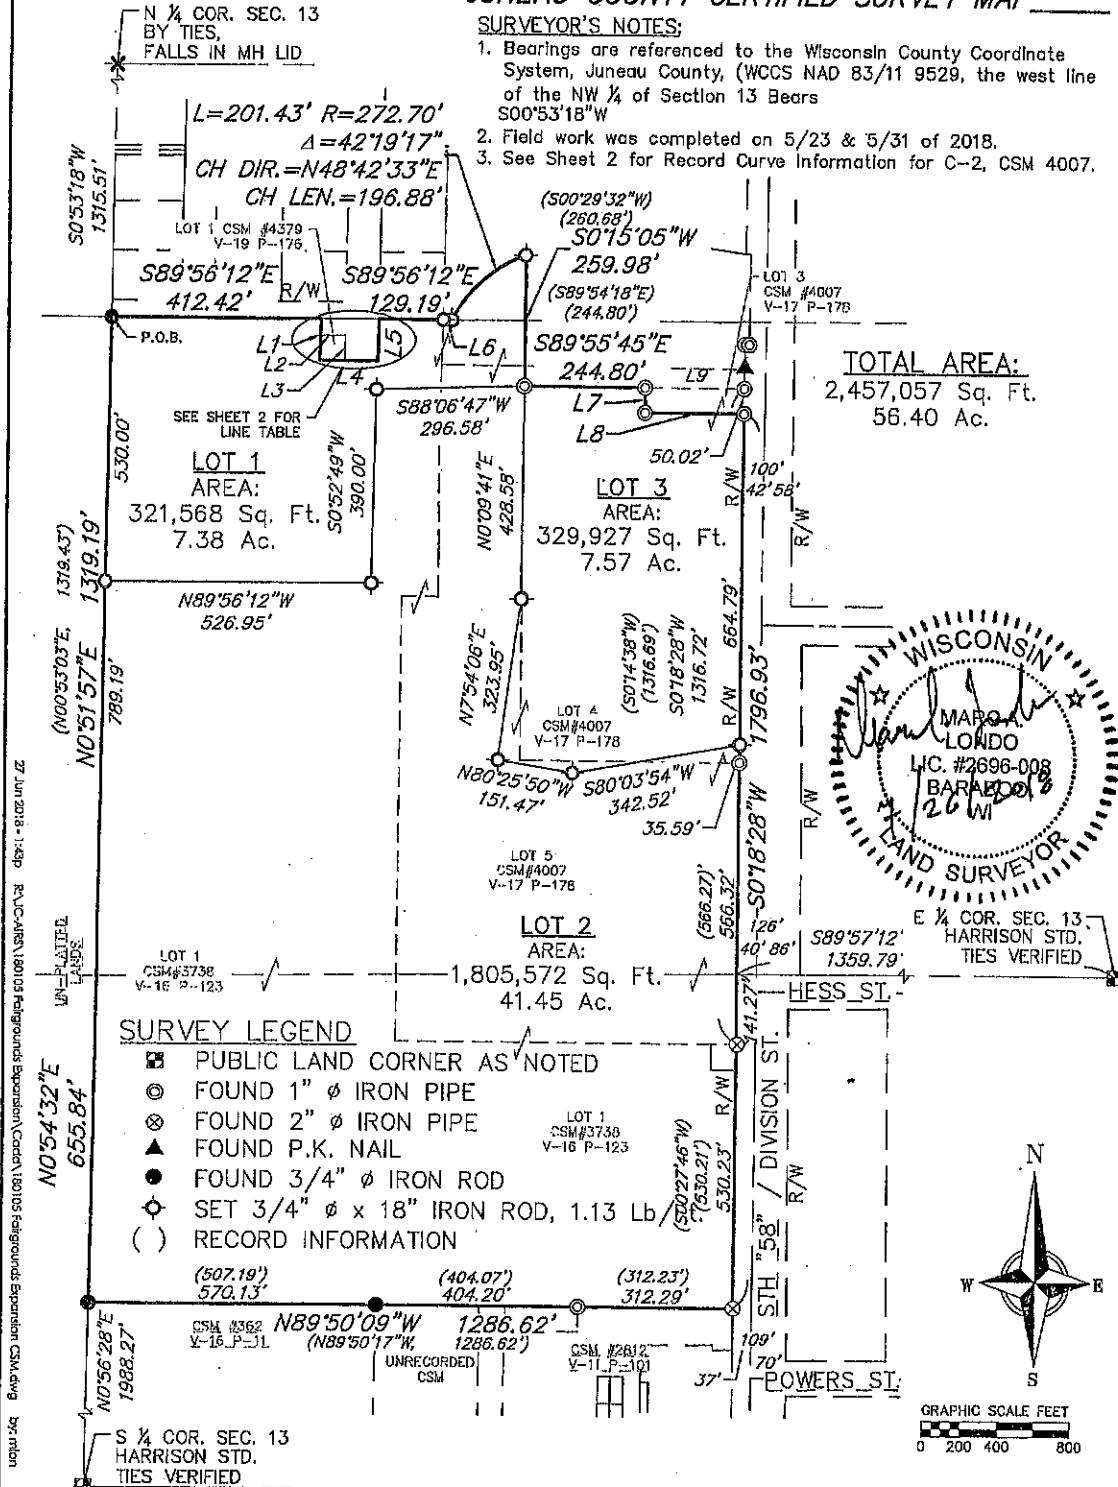 JUNEAU COUNTY CERTIFIED SURVEY MAP
N ¼ COR. SEC. 13
BY TIES,
FALLS IN MH LID
SURVEYOR'S NOTES:
1. Bearings are referenced to the Wisconsin County Coordinate
System, Juneau County, (WCCS NAD 83/11 9529, the west line
of the NW ¼ of Section 13 Bears
S00°53'18"W
2. Field work was completed on 5/23 & 5/31 of 2018.
3. See Sheet 2 for Record Curve Information for C-2, CSM 4007.
S0°53'18"W
1315.51'
L=201.43' R=272.70'
Δ=42°19'17"
CH DIR.=N48°42'33"E
CH LEN.=196.88'
LOT 1 CSM #4379
V-19 P-176
(S00°29'32"W)
(260.68')
S0°15'05"W
259.98'
(S89°54'18"E)
(244.80')
LOT 3
CSM #4007
V-17 P-178
S89°56'12"E
412.42'
R/W
S89°56'12"E
129.19'
P.O.B.
L1
L2
L3
L4
L5
L6
S89°55'45"E
244.80'
L9
L7
L8
TOTAL AREA:
2,457,057 Sq. Ft.
56.40 Ac.
SEE SHEET 2 FOR
LINE TABLE
S88°06'47"W
296.58'
50.02'
530.00'
LOT 1
AREA:
321,568 Sq. Ft.
7.38 Ac.
S0°52'49"W
390.00'
N0°09'41"E
428.58'
LOT 3
AREA:
329,927 Sq. Ft.
7.57 Ac.
R/W
100'
42'58'
R/W
N89°56'12"W
526.95'
(N00°53'03"E, 1319.43')
N0°51'57"E 1319.19'
789.19'
N7°54'06"E
323.95'
LOT 4
CSM#4007
V-17 P-178
(S0°14'38"W)
(1316.69')
S0°18'28"W
1316.72'
R/W 664.79'
S0°18'28"W 1796.93'
N80°25'50"W
151.47'
S80°03'54"W
342.52'
35.59'
R/W
WISCONSIN
MARC A.
LONDO
LIC. #2696-008
BARABOO,
WI
LAND SURVEYOR
LOT 5
CSM#4007
V-17 P-178
(566.27')
566.32'
126'
40'86'
E ¼ COR. SEC. 13
HARRISON STD.
TIES VERIFIED
S89°57'12"
1359.79'
UN-PLATTED
LANDS
LOT 1
CSM#3738
V-16 P-123
LOT 2
AREA:
1,805,572 Sq. Ft.
41.45 Ac.
HESS ST.
141.27'
SURVEY LEGEND
PUBLIC LAND CORNER AS NOTED
FOUND 1" ø IRON PIPE
FOUND 2" ø IRON PIPE
FOUND P.K. NAIL
FOUND 3/4" ø IRON ROD
SET 3/4" ø x 18" IRON ROD, 1.13 Lb/
( ) RECORD INFORMATION
LOT 1
CSM#3738
V-16 P-123
N0°54'32"E
655.84'
R/W
(S00°27'46"W)
(530.21')
530.23'
STH "58" / DIVISION ST.
R/W
N
W
E
S
(507.19')
570.13'
(404.07')
404.20'
(312.23')
312.29'
N89°50'09"W 1286.62'
(N89°50'17"W, 1286.62')
UNRECORDED
CSM
109'
70'
37'
POWERS ST.
N0°56'28"E
1988.27'
S ¼ COR. SEC. 13
HARRISON STD.
TIES VERIFIED
GRAPHIC SCALE FEET
0 200 400 800